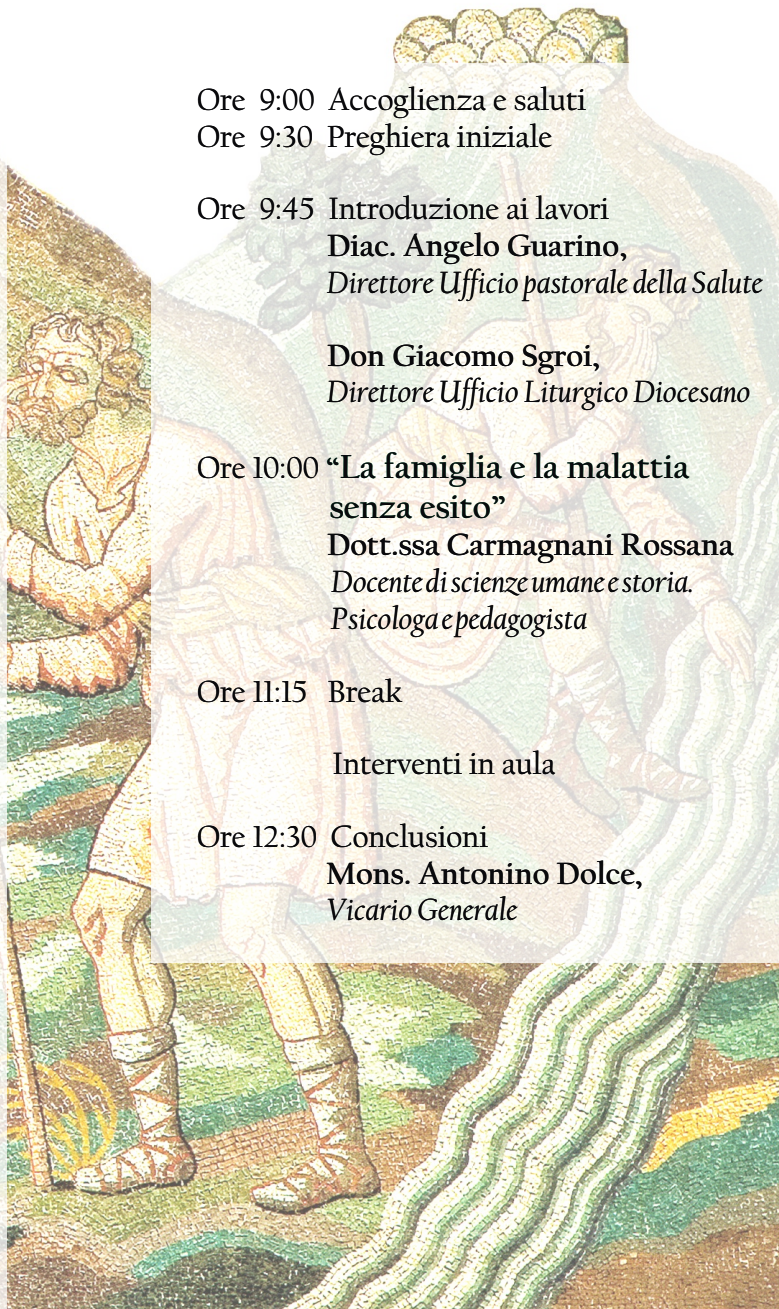 Ore 9:00 Accoglienza e saluti
Ore 9:30 Preghiera iniziale
Ore 9:45 Introduzione ai lavori
Diac. Angelo Guarino,
Direttore Ufficio pastorale della Salute
Don Giacomo Sgroi,
Direttore Ufficio Liturgico Diocesano
Ore 10:00 “La famiglia e la malattia
senza esito”
Dott.ssa Carmagnani Rossana
Docente di scienze umane e storia.
Psicologa e pedagogista
Ore 11:15 Break
Interventi in aula
Ore 12:30 Conclusioni
Mons. Antonino Dolce,
Vicario Generale